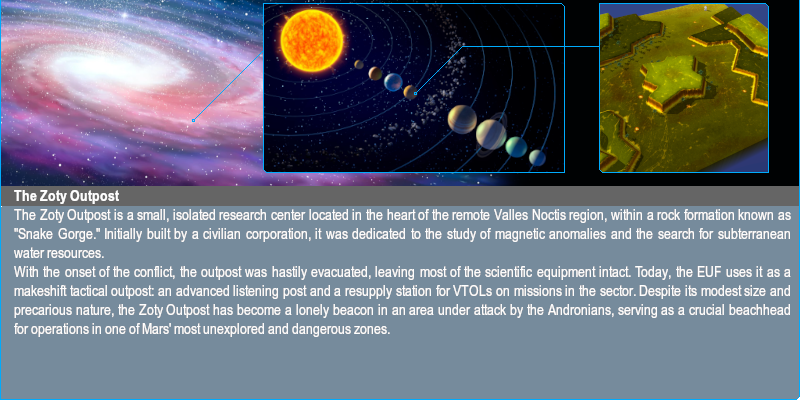 The Zoty Outpost
The Zoty Outpost is a small, isolated research center located in the heart of the remote Valles Noctis region, within a rock formation known as
"Snake Gorge." Initially built by a civilian corporation, it was dedicated to the study of magnetic anomalies and the search for subterranean
water resources.
With the onset of the conflict, the outpost was hastily evacuated, leaving most of the scientific equipment intact. Today, the EUF uses it as a
makeshift tactical outpost: an advanced listening post and a resupply station for VTOLs on missions in the sector. Despite its modest size and
precarious nature, the Zoty Outpost has become a lonely beacon in an area under attack by the Andronians, serving as a crucial beachhead
for operations in one of Mars' most unexplored and dangerous zones.